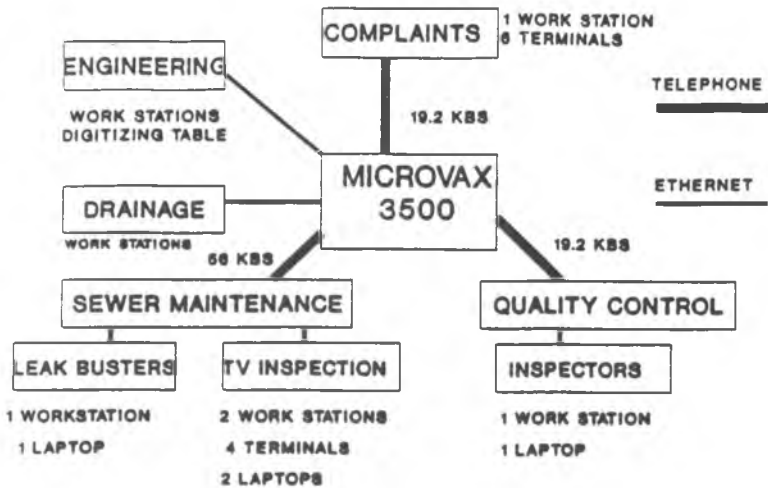 COMPLAINTS
1 WORK STATION
6 TERMINALS
ENGINEERING
WORK STATIONS
DIGITIZING TABLE
19.2 KBS
TELEPHONE
MICROVAX
3500
ETHERNET
DRAINAGE
WORK STATIONS
56 KBS
19.2 KBS
SEWER MAINTENANCE
QUALITY CONTROL
LEAK BUSTERS
TV INSPECTION
INSPECTORS
1 WORKSTATION
1 LAPTOP
2 WORK STATIONS
4 TERMINALS
2 LAPTOPS
1 WORK STATION
1 LAPTOP